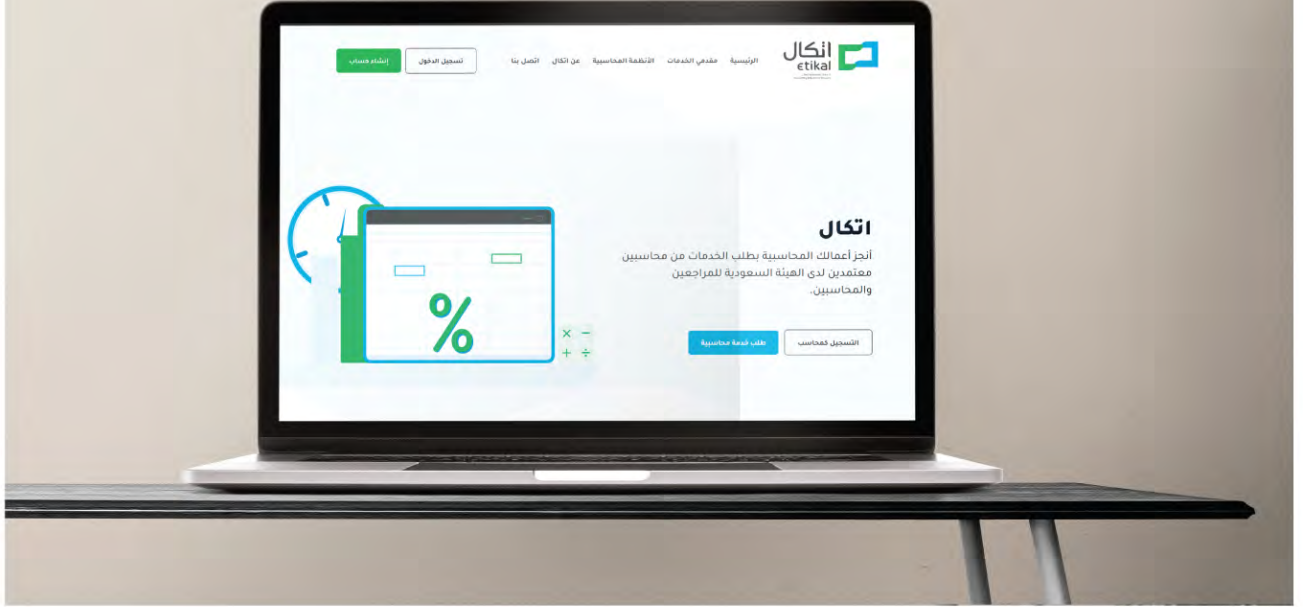 اتكال
etikal
الرئيسية
مقدمي الخدمات
الأنظمة المحاسبية
عن اتكال
اتصل بنا
تسجيل الدخول
إنشاء حساب
اتكال
أنجز أعمالك المحاسبية بطلب الخدمات من محاسبين
معتمدين لدى الهيئة السعودية للمراجعين
والمحاسبين.
التسجيل كمحاسب
طلب خدمة محاسبية
%
× −
+ ÷